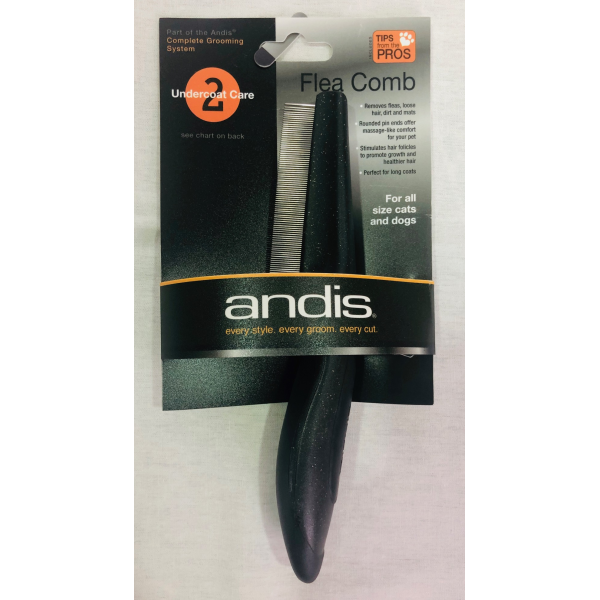 Part of the Andis®
Complete Grooming
System
TIPS
from the
PROS
2
Undercoat Care
see chart on back
Flea Comb
• Removes fleas, loose
hair, dirt and mats
• Rounded pin ends offer
massage-like comfort
for your pet
• Stimulates hair follicles
to promote growth and
healthier hair
• Perfect for long coats
For all
size cats
and dogs
andis®
every style. every groom. every cut.